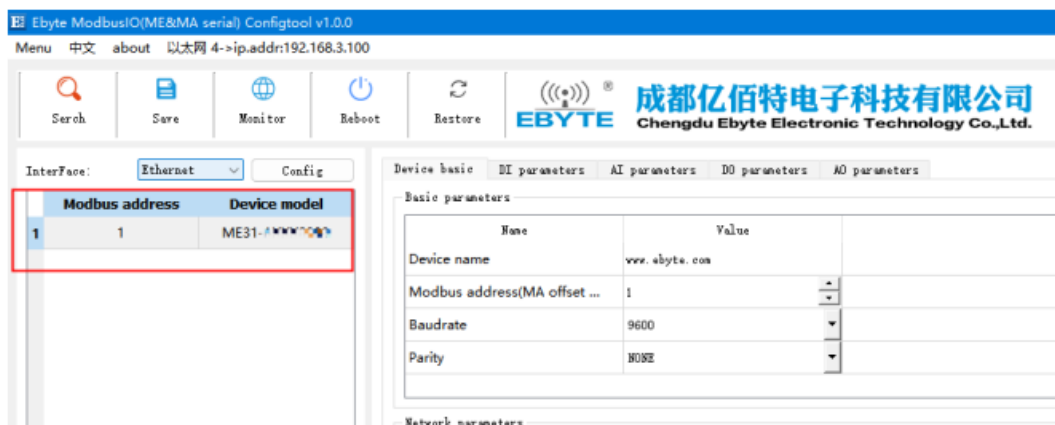 Ebyte ModbusIO(ME&MA serial) Configtool v1.0.0
Menu 中文 about 以太网 4->ip.addr:192.168.3.100
Serch Save Monitor Reboot Restore
((•)) ®
EBYTE
成都亿佰特电子科技有限公司
Chengdu Ebyte Electronic Technology Co.,Ltd.
InterFace: Ethernet Config
Modbus address Device model
1 1 ME31-
Device basic DI parameters AI parameters DO parameters AO parameters
Basic parameters
Name Value
Device name www.ebyte.com
Modbus address(MA offset ... 1
Baudrate 9600
Parity NONE
Network parameters